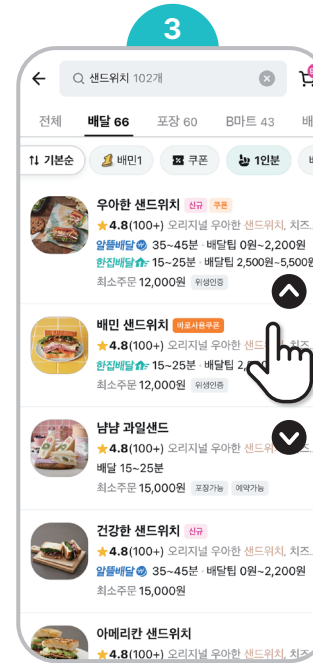 3
샌드위치 102개
전체 배달 66 포장 60 B마트 43
↑↓ 기본순 배민1 쿠폰 1인분
우아한 샌드위치 신규 쿠폰
★4.8(100+) 오리지널 우아한 샌드위치, 치즈...
알뜰배달 35~45분 · 배달팁 0원~2,200원
한집배달 15~25분 · 배달팁 2,500원~5,500원
최소주문 12,000원 위생인증
배민 샌드위치 바로사용쿠폰
★4.8(100+) 오리지널 우아한 샌드
한집배달 15~25분 · 배달팁
최소주문 12,000원 위생인증
냠냠 과일샌드
★4.8(100+) 오리지널 우아한 샌드위 치즈...
배달 15~25분
최소주문 15,000원 포장가능 예약가능
건강한 샌드위치 신규
★4.8(100+) 오리지널 우아한 샌드위치, 치즈...
알뜰배달 35~45분 · 배달팁 0원~2,200원
최소주문 15,000원
아메리칸 샌드위치
★4.8(100+) 오리지널 우아한 샌드위치, 치즈...